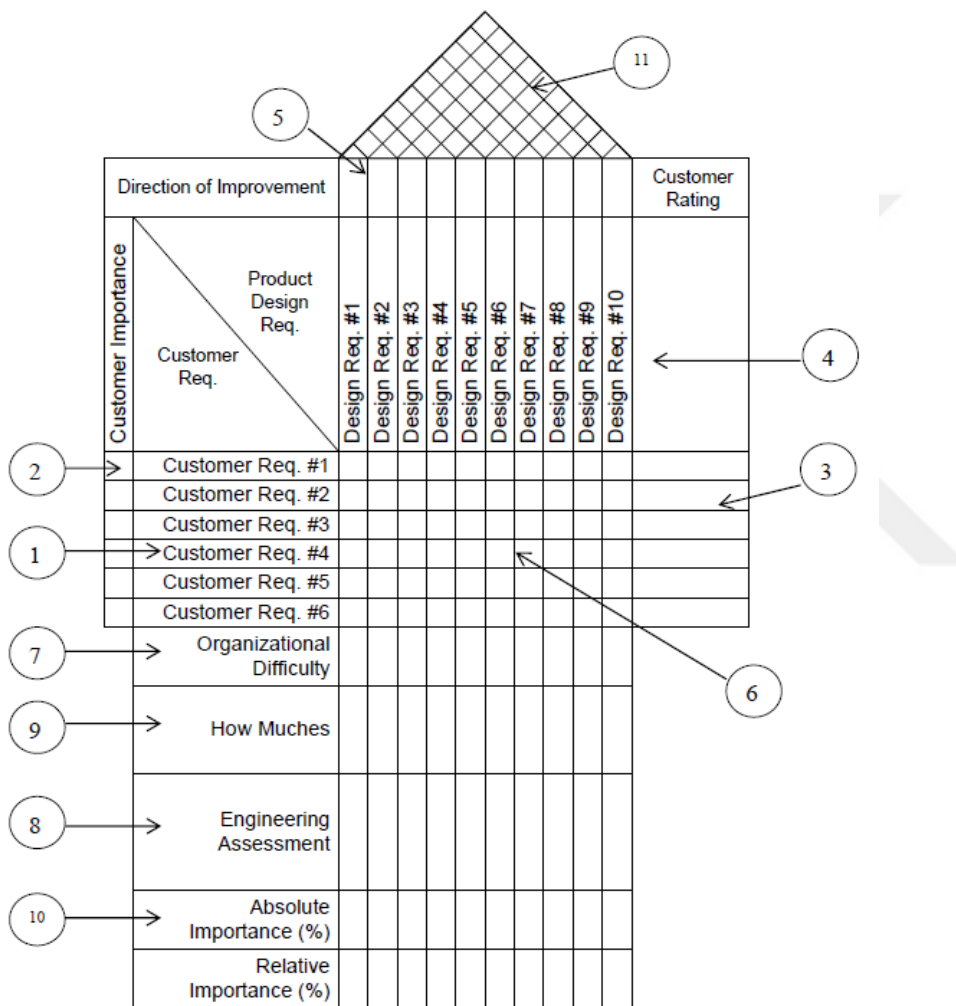 11
5
Direction of Improvement
Customer
Rating
Customer Importance
Product
Design
Req.
Customer
Req.
Design Req. #1
Design Req. #2
Design Req. #3
Design Req. #4
Design Req. #5
Design Req. #6
Design Req. #7
Design Req. #8
Design Req. #9
Design Req. #10
4
2
Customer Req. #1
3
Customer Req. #2
Customer Req. #3
1
Customer Req. #4
Customer Req. #5
Customer Req. #6
7
Organizational
Difficulty
6
9
How Muches
8
Engineering
Assessment
10
Absolute
Importance (%)
Relative
Importance (%)